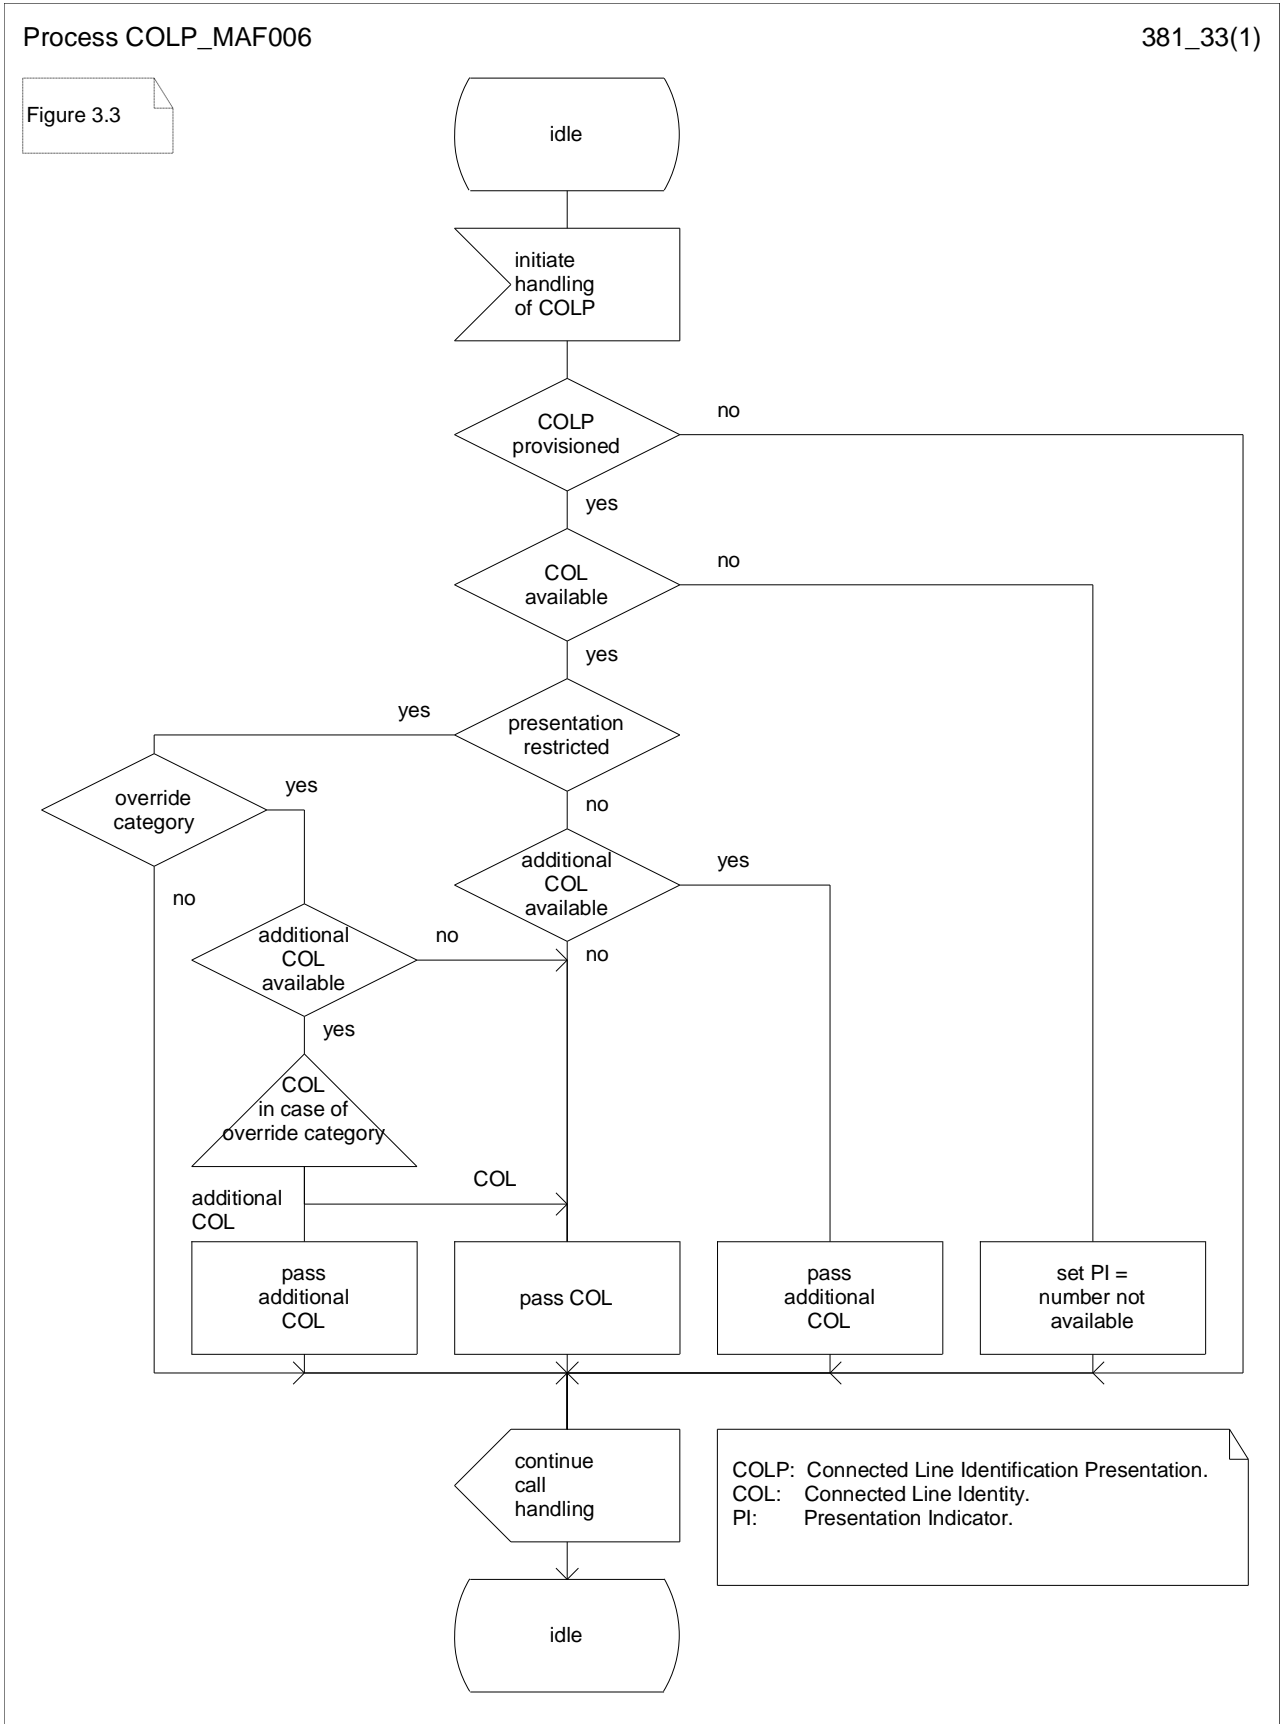 Process COLP_MAF006
381_33(1)
Figure 3.3
idle
initiate
handling
of COLP
COLP
provisioned
no
yes
COL
available
no
yes
presentation
restricted
yes
no
override
category
yes
no
additional
COL
available
yes
no
additional
COL
available
no
yes
COL
in case of
override category
COL
additional
COL
pass
additional
COL
pass COL
pass
additional
COL
set PI =
number not
available
continue
call
handling
COLP: Connected Line Identification Presentation.
COL: Connected Line Identity.
PI: Presentation Indicator.
idle